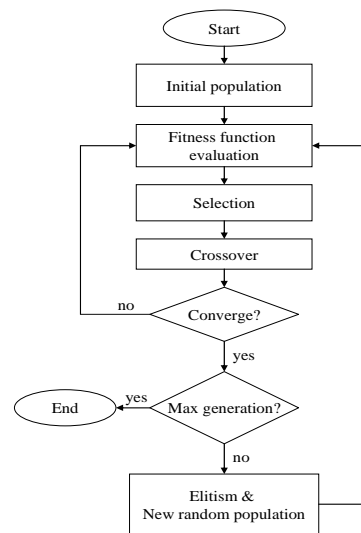 Start
Initial population
Fitness function
evaluation
Selection
Crossover
Converge?
no
yes
Max generation?
yes
End
no
Elitism &
New random population